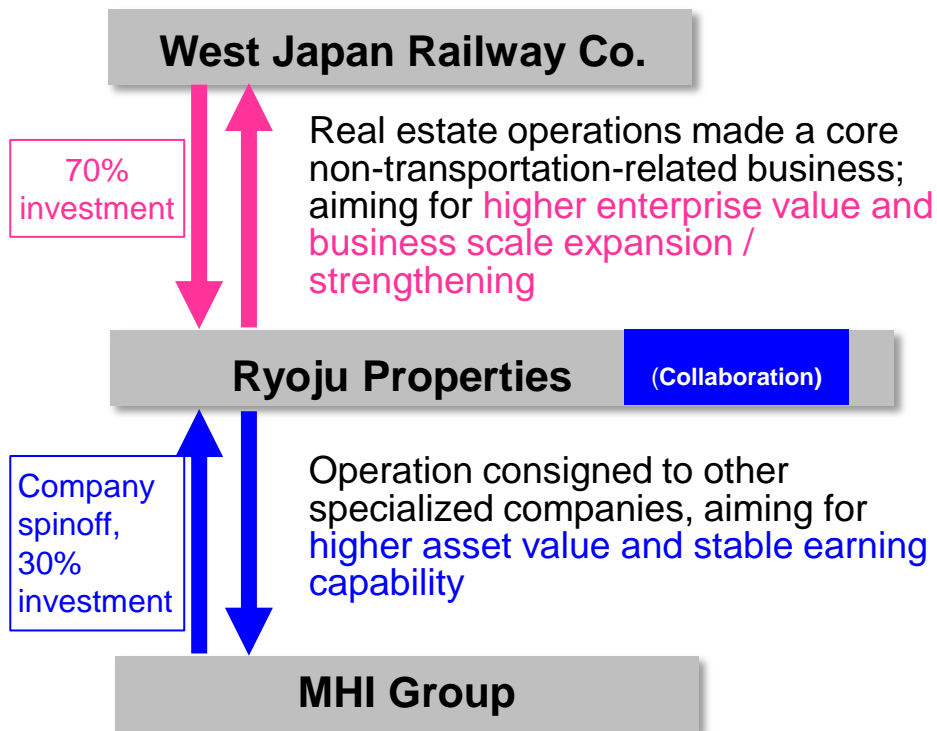 West Japan Railway Co.
70%
investment
Real estate operations made a core
non-transportation-related business;
aiming for higher enterprise value and
business scale expansion /
strengthening
Ryoju Properties
(Collaboration)
Company
spinoff,
30%
investment
Operation consigned to other
specialized companies, aiming for
higher asset value and stable earning
capability
MHI Group